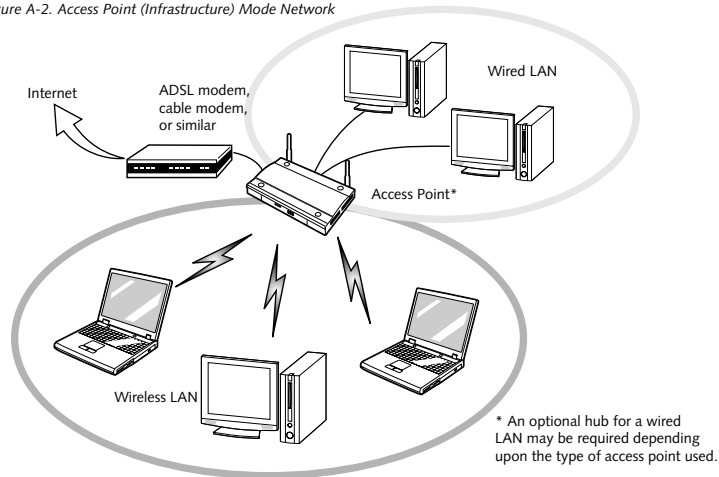 ure A-2. Access Point (Infrastructure) Mode Network
Wired LAN
Internet
ADSL modem,
cable modem,
or similar
Access Point*
Wireless LAN
* An optional hub for a wired
LAN may be required depending
upon the type of access point used.